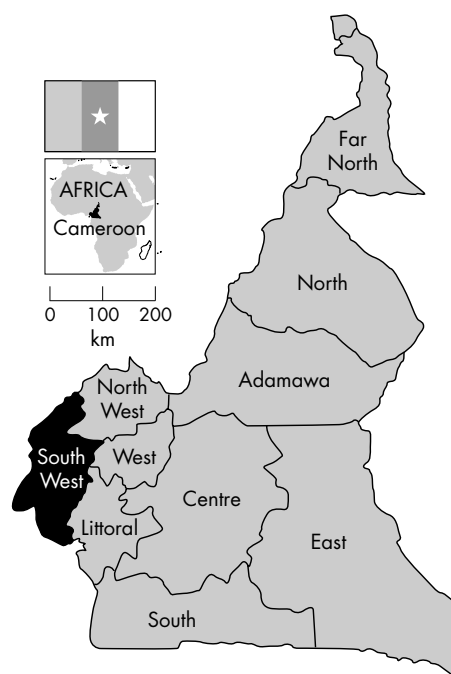 Far
North
AFRICA
Cameroon
North
0 100 200
km
Adamawa
North
West
South
West
West
Centre
Littoral
East
South